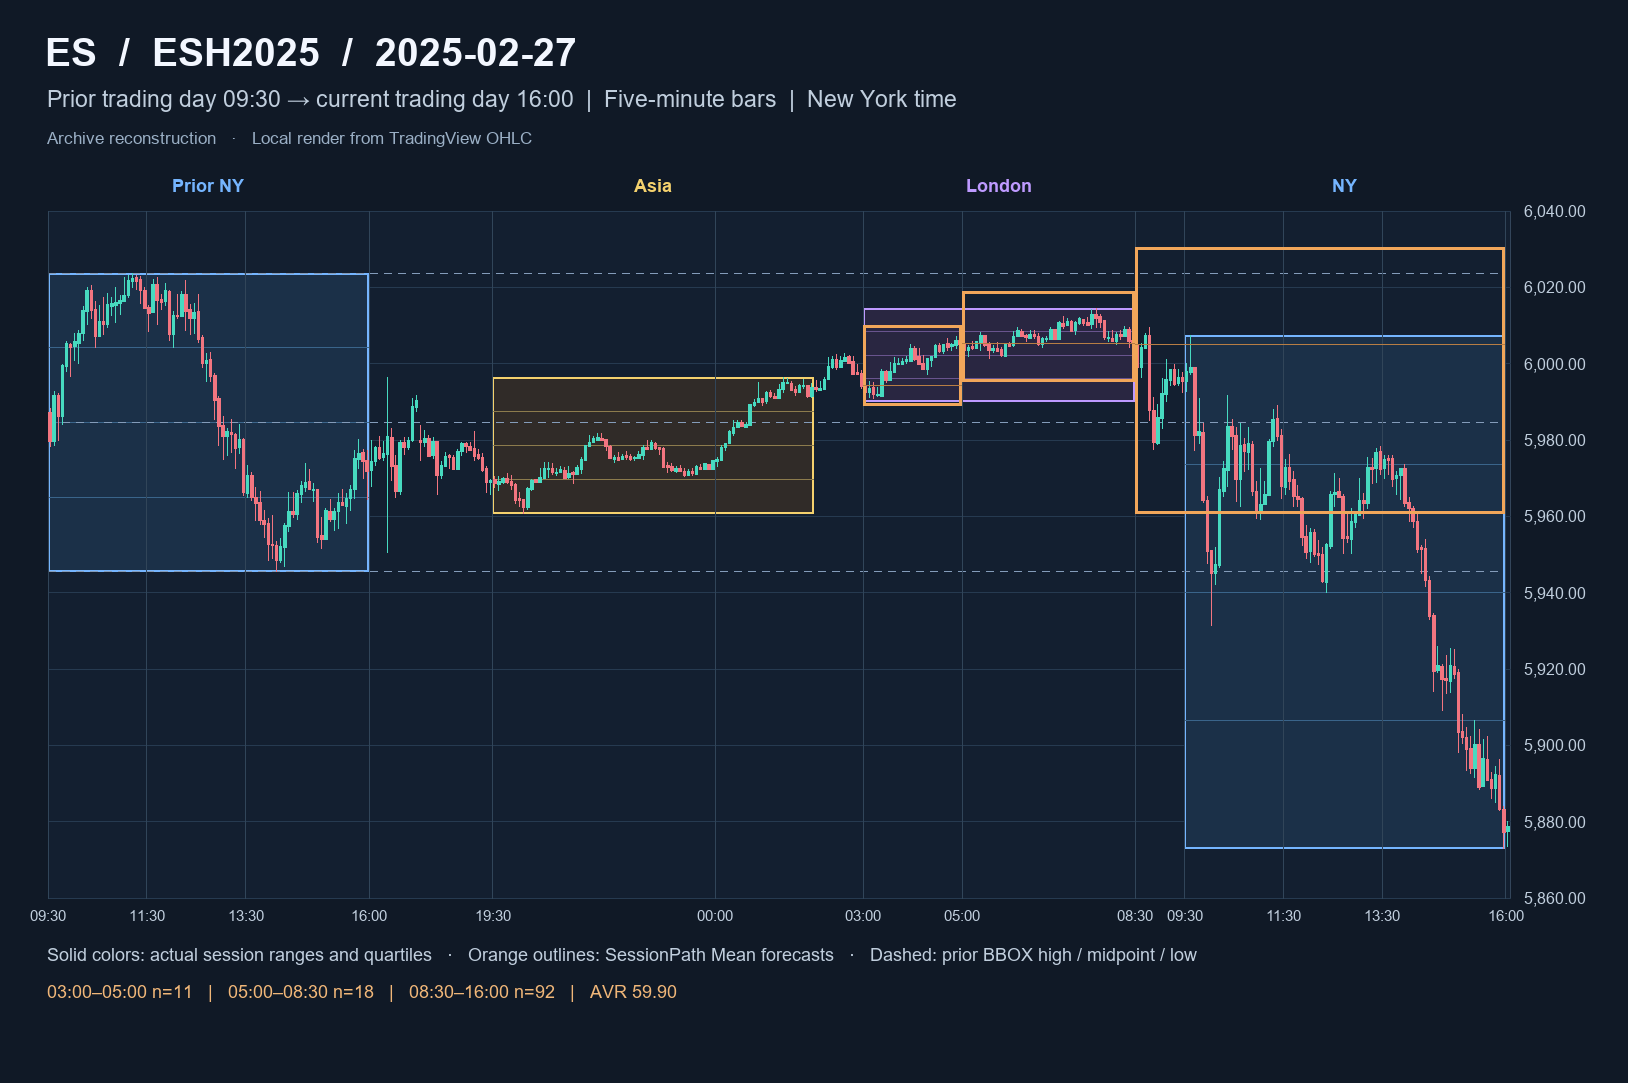 ES / ESH2025 / 2025-02-27
Prior trading day 09:30 → current trading day 16:00 | Five-minute bars | New York time
Archive reconstruction · Local render from TradingView OHLC
Prior NY Asia London NY
6,040.00
6,020.00
6,000.00
5,980.00
5,960.00
5,940.00
5,920.00
5,900.00
5,880.00
5,860.00
09:30 11:30 13:30 16:00 19:30 00:00 03:00 05:00 08:30 09:30 11:30 13:30 16:00
Solid colors: actual session ranges and quartiles · Orange outlines: SessionPath Mean forecasts · Dashed: prior BBOX high / midpoint / low
03:00–05:00 n=11 | 05:00–08:30 n=18 | 08:30–16:00 n=92 | AVR 59.90